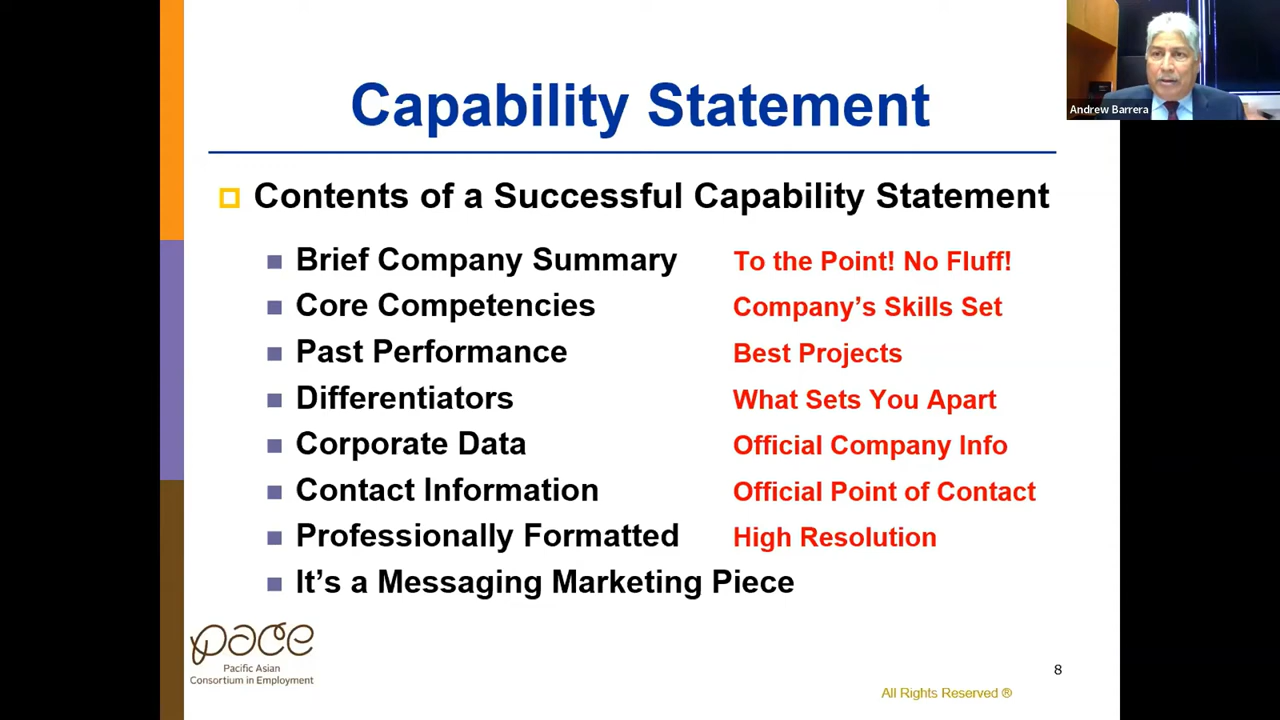 Capability Statement
Andrew Barrera
Contents of a Successful Capability Statement
Brief Company Summary To the Point! No Fluff!
Core Competencies Company’s Skills Set
Past Performance Best Projects
Differentiators What Sets You Apart
Corporate Data Official Company Info
Contact Information Official Point of Contact
Professionally Formatted High Resolution
It’s a Messaging Marketing Piece
pace
Pacific Asian
Consortium in Employment
8
All Rights Reserved ®